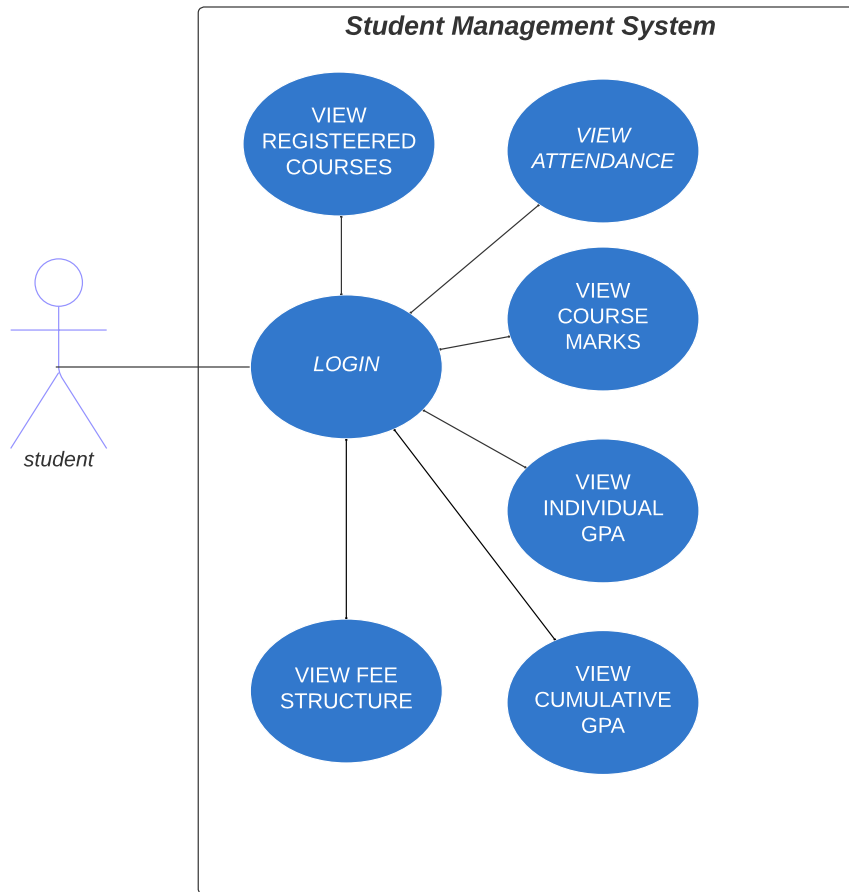 Student Management System
VIEW
REGISTEERED
COURSES
VIEW
ATTENDANCE
VIEW
COURSE
MARKS
LOGIN
student
VIEW
INDIVIDUAL
GPA
VIEW FEE
STRUCTURE
VIEW
CUMULATIVE
GPA